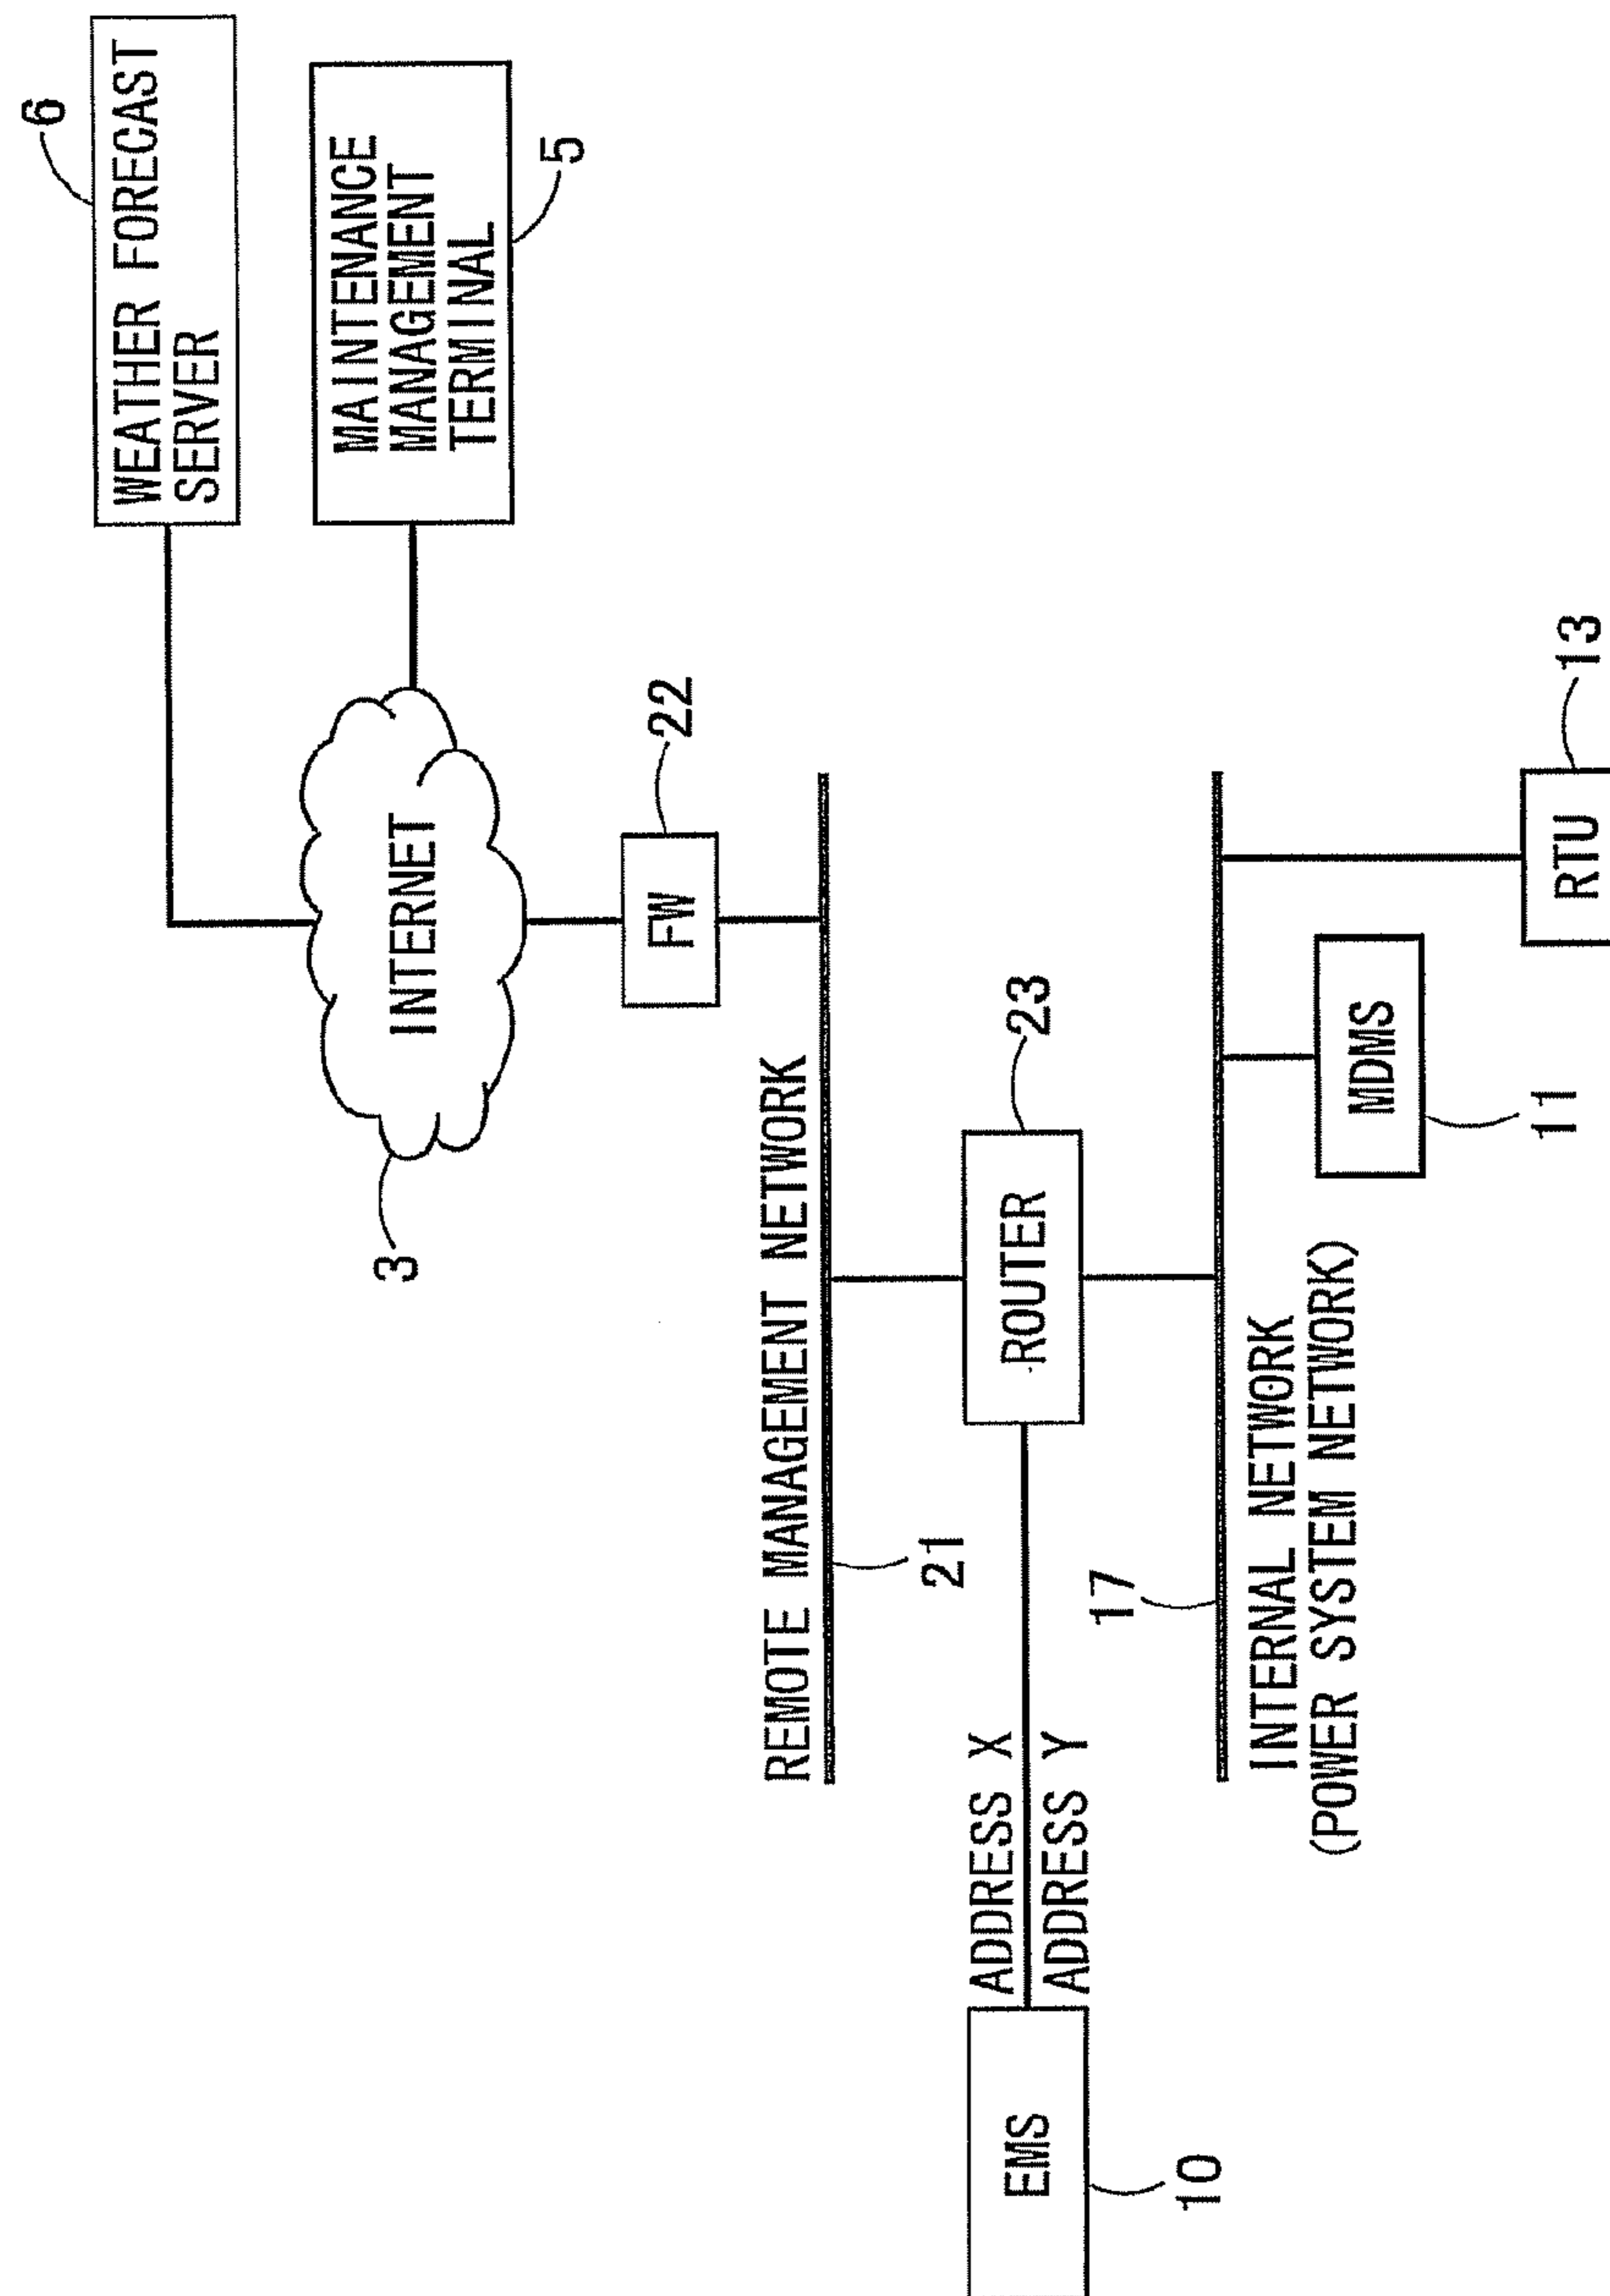 6
WEATHER FORECAST
SERVER
MAINTENANCE
MANAGEMENT
TERMINAL
5
3
INTERNET
FW
22
REMOTE MANAGEMENT NETWORK
21
ROUTER
23
ADDRESS X
ADDRESS Y
EMS
10
17
INTERNAL NETWORK
(POWER SYSTEM NETWORK)
MDMS
11
RTU
13